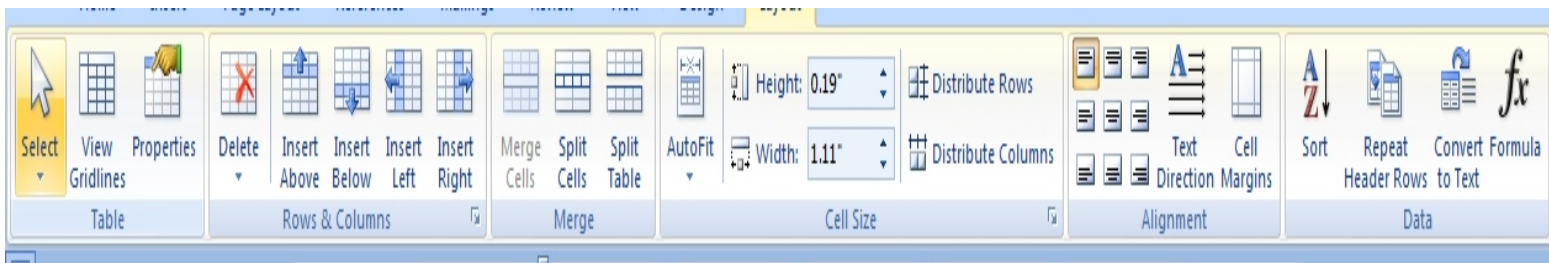 Select
View
Gridlines
Properties
Table
Delete
Insert
Above
Insert
Below
Insert
Left
Insert
Right
Rows & Columns
Merge
Cells
Split
Cells
Split
Table
Merge
AutoFit
Height: 0.19"
Width: 1.11"
Distribute Rows
Distribute Columns
Cell Size
Text
Direction
Cell
Margins
Alignment
A
Z
Sort
Repeat
Header Rows
Convert
to Text
fx
Formula
Data